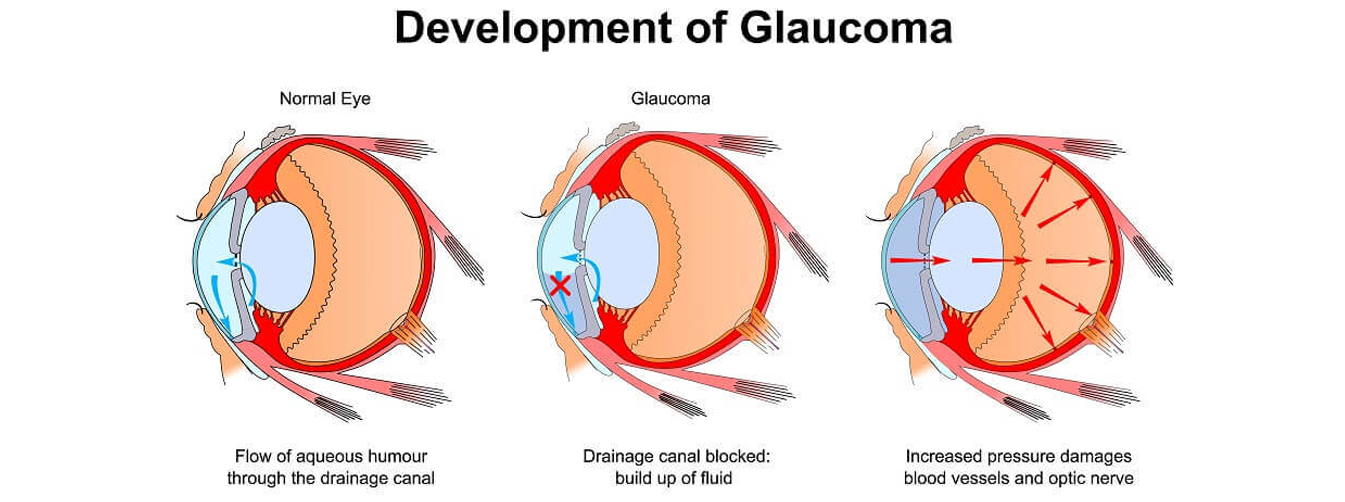 Development of Glaucoma
Normal Eye
Glaucoma
Flow of aqueous humour
through the drainage canal
Drainage canal blocked:
build up of fluid
Increased pressure damages
blood vessels and optic nerve